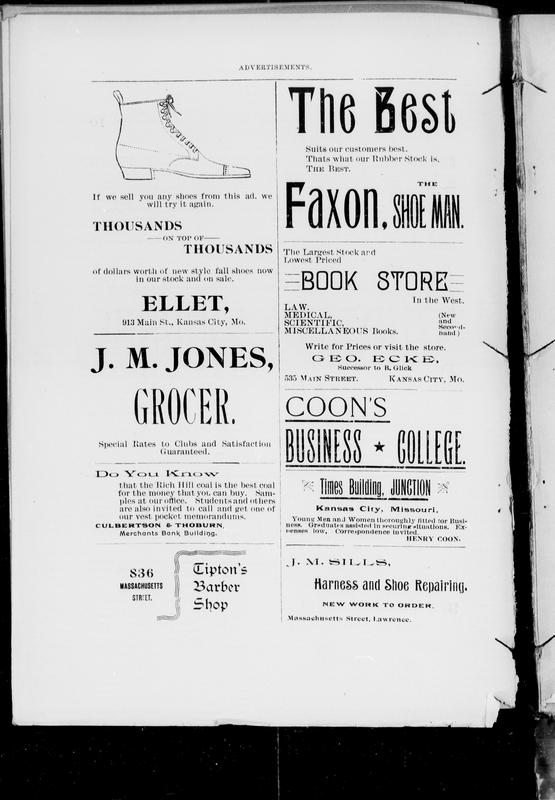 ADVERTISEMENTS.
If we sell you any shoes from this ad. we
will try it again.
THOUSANDS
—ON TOP OF—
THOUSANDS
of dollars worth of new style fall shoes now
in our stock and on sale.
ELLET,
913 Main St., Kansas City, Mo.
J. M. JONES,
GROCER.
Special Rates to Clubs and Satisfaction
Guaranteed.
Do You Know
that the Rich Hill coal is the best coal
for the money that you can buy. Sam-
ples at our office. Students and others
are also invited to call and get one of
our vest pocket memorandums.
CULBERTSON & THOBURN,
Merchants Bank Building.
836
MASSACHUSETTS
STREET.
Tipton's
Barber
Shop
The Best
Suits our customers best.
Thats what our Rubber Stock is,
THE BEST.
Faxon, THE SHOE MAN.
The Largest Stock and
Lowest Priced
BOOK STORE
In the West.
LAW,
MEDICAL,
SCIENTIFIC,
MISCELLANEOUS Books.
(New
and
Second-
hand)
Write for Prices or visit the store.
GEO. ECKE,
Successor to B. Glick
535 MAIN STREET. KANSAS CITY, MO.
COON'S
BUSINESS ★ COLLEGE.
Times Building, JUNCTION
Kansas City, Missouri.
Young Men and Women thoroughly fitted for Busi-
ness. Graduates assisted in securing situations. Ex-
penses low. Correspondence invited.
HENRY COON.
J. M. SILLS,
Harness and Shoe Repairing.
NEW WORK TO ORDER.
Massachusetts Street, Lawrence.